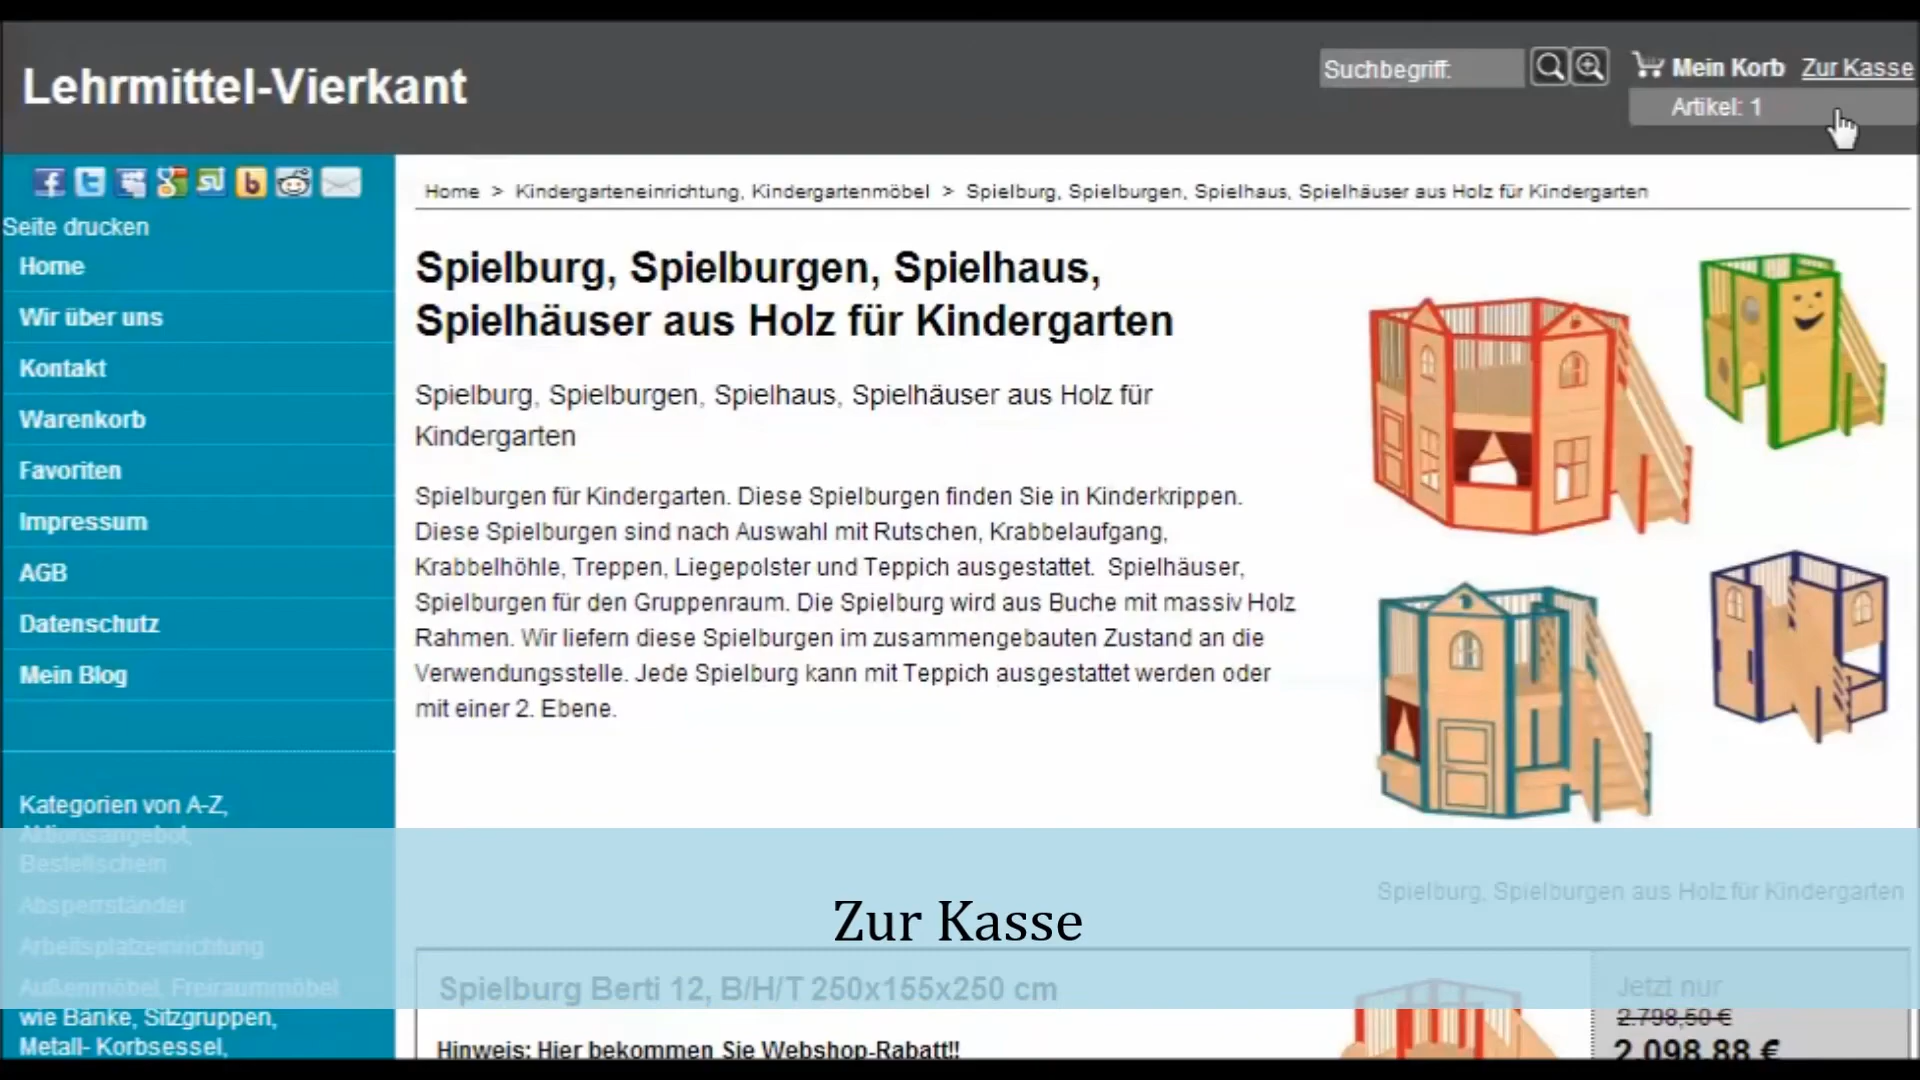 Lehrmittel-Vierkant
Suchbegriff:
Mein Korb Zur Kasse
Artikel: 1
Seite drucken
Home
Wir über uns
Kontakt
Warenkorb
Favoriten
Impressum
AGB
Datenschutz
Mein Blog
Kategorien von A-Z,
Aktionsangebot,
Bestellschein
Absperrständer
Arbeitsplatzeinrichtung
Außenmöbel, Freiraummöbel
wie Bänke, Sitzgruppen,
Metall- Korbsessel,
Home > Kindergarteneinrichtung, Kindergartenmöbel > Spielburg, Spielburgen, Spielhaus, Spielhäuser aus Holz für Kindergarten
Spielburg, Spielburgen, Spielhaus,
Spielhäuser aus Holz für Kindergarten
Spielburg, Spielburgen, Spielhaus, Spielhäuser aus Holz für
Kindergarten
Spielburgen für Kindergarten. Diese Spielburgen finden Sie in Kinderkrippen.
Diese Spielburgen sind nach Auswahl mit Rutschen, Krabbelaufgang,
Krabbelhöhle, Treppen, Liegepolster und Teppich ausgestattet. Spielhäuser,
Spielburgen für den Gruppenraum. Die Spielburg wird aus Buche mit massiv Holz
Rahmen. Wir liefern diese Spielburgen im zusammengebauten Zustand an die
Verwendungsstelle. Jede Spielburg kann mit Teppich ausgestattet werden oder
mit einer 2. Ebene.
Spielburg, Spielburgen aus Holz für Kindergarten
Zur Kasse
Spielburg Berti 12, B/H/T 250x155x250 cm
Hinweis: Hier bekommen Sie Webshop-Rabatt!!
Jetzt nur
2.798,50 €
2.098,88 €